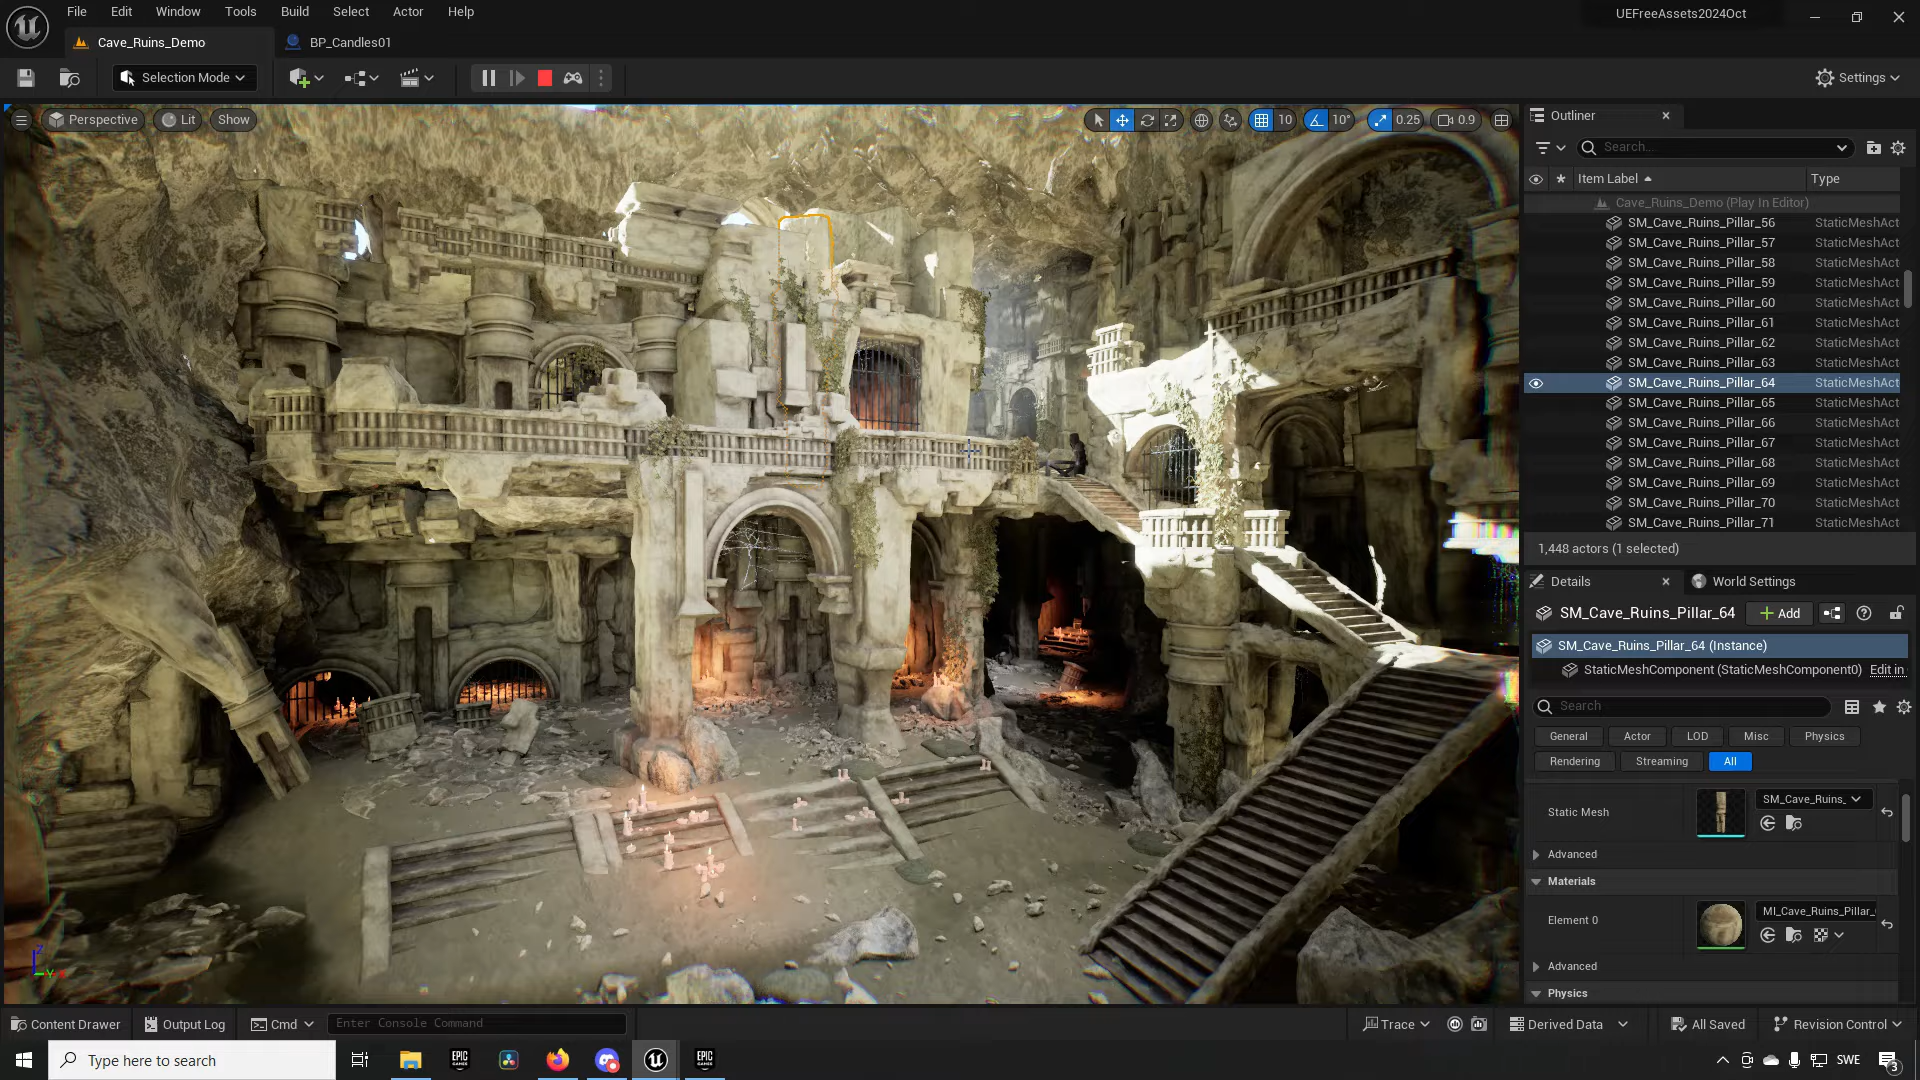 File Edit Window Tools Build Select Actor Help
UEFreeAssets2024Oct
Cave_Ruins_Demo
BP_Candles01
Selection Mode
Settings
Perspective Lit Show
10 10° 0.25 0.9
Outliner
Search...
Item Label Type
Cave_Ruins_Demo (Play In Editor)
SM_Cave_Ruins_Pillar_56 StaticMeshAct
SM_Cave_Ruins_Pillar_57 StaticMeshAct
SM_Cave_Ruins_Pillar_58 StaticMeshAct
SM_Cave_Ruins_Pillar_59 StaticMeshAct
SM_Cave_Ruins_Pillar_60 StaticMeshAct
SM_Cave_Ruins_Pillar_61 StaticMeshAct
SM_Cave_Ruins_Pillar_62 StaticMeshAct
SM_Cave_Ruins_Pillar_63 StaticMeshAct
SM_Cave_Ruins_Pillar_64 StaticMeshAct
SM_Cave_Ruins_Pillar_65 StaticMeshAct
SM_Cave_Ruins_Pillar_66 StaticMeshAct
SM_Cave_Ruins_Pillar_67 StaticMeshAct
SM_Cave_Ruins_Pillar_68 StaticMeshAct
SM_Cave_Ruins_Pillar_69 StaticMeshAct
SM_Cave_Ruins_Pillar_70 StaticMeshAct
SM_Cave_Ruins_Pillar_71 StaticMeshAct
1,448 actors (1 selected)
Details World Settings
SM_Cave_Ruins_Pillar_64 Add
SM_Cave_Ruins_Pillar_64 (Instance)
StaticMeshComponent (StaticMeshComponent0) Edit in
Search
General Actor LOD Misc Physics
Rendering Streaming All
Static Mesh SM_Cave_Ruins_
Advanced
Materials
Element 0 MI_Cave_Ruins_Pillar_
Advanced
Physics
Z Y X
Content Drawer Output Log Cmd Enter Console Command Trace Derived Data All Saved Revision Control
Type here to search
EPIC GAMES
EPIC GAMES
SWE
3